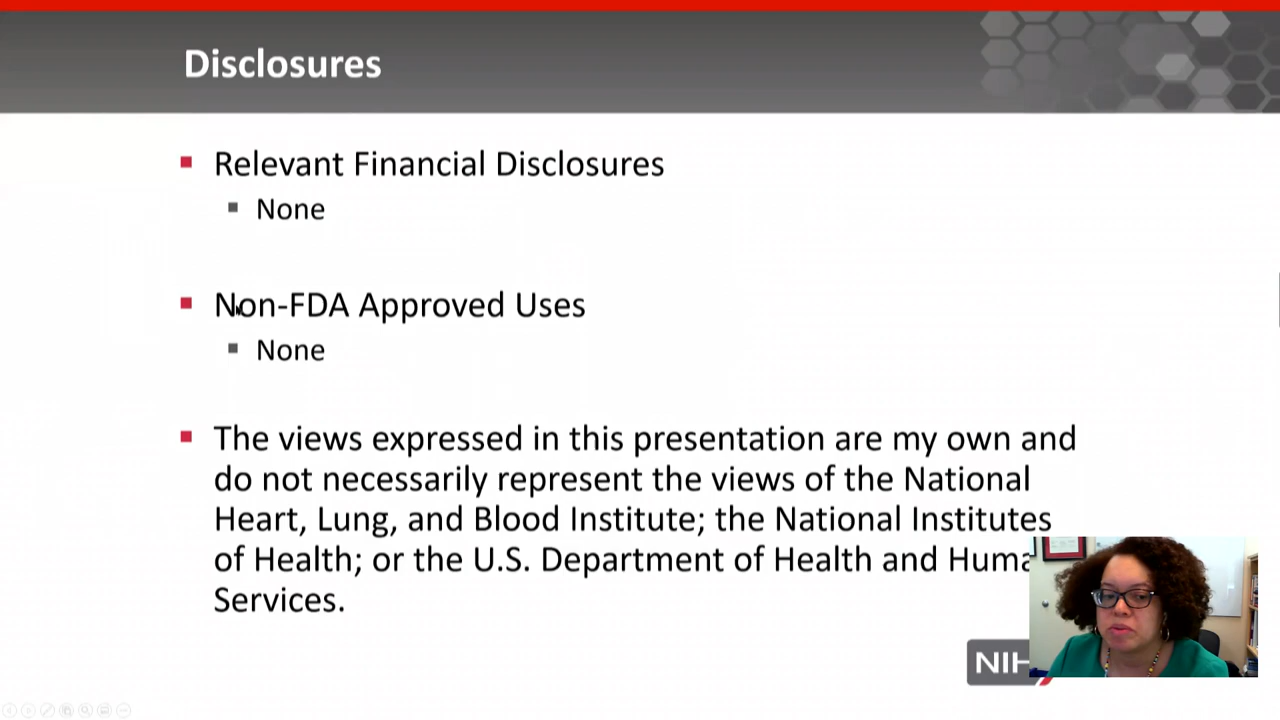 Disclosures
Relevant Financial Disclosures
None
Non-FDA Approved Uses
None
The views expressed in this presentation are my own and
do not necessarily represent the views of the National
Heart, Lung, and Blood Institute; the National Institutes
of Health; or the U.S. Department of Health and Huma
Services.
NIH